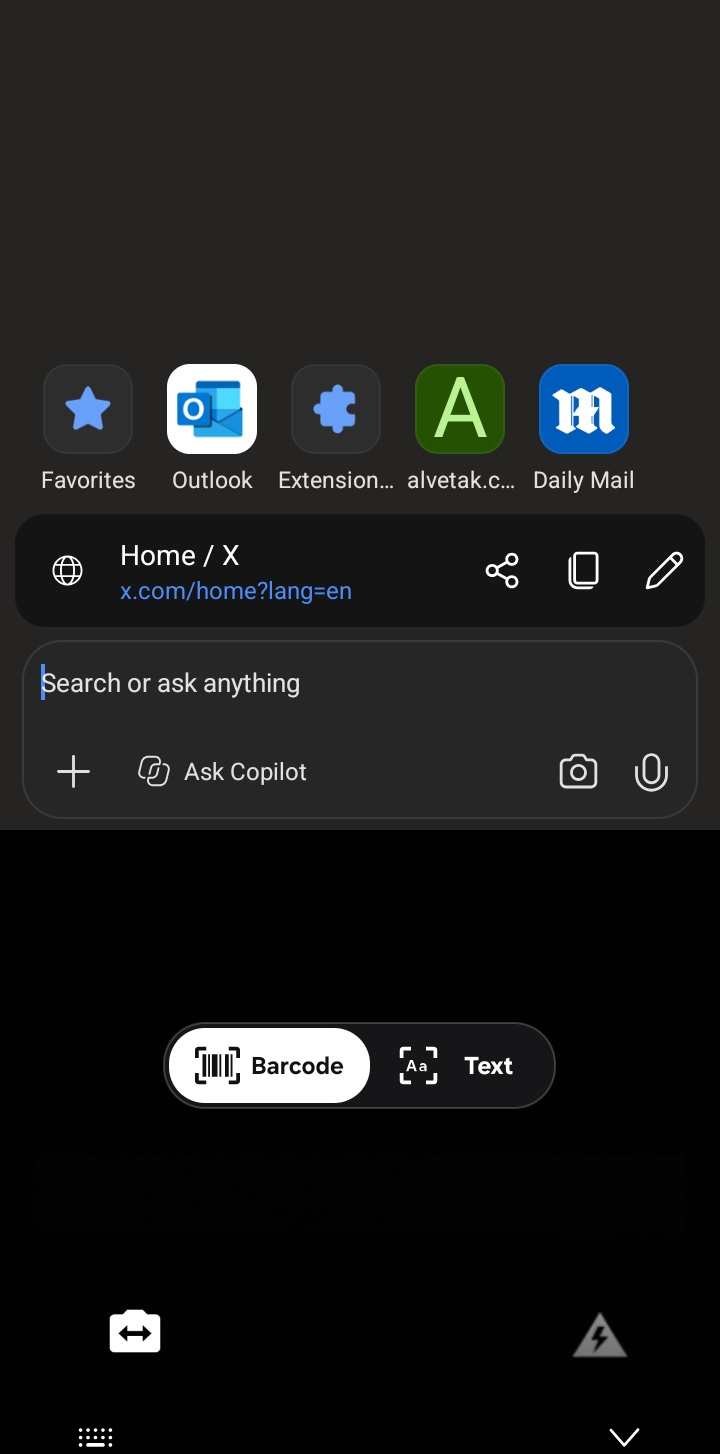 Favorites
Outlook
Extension...
alvetak.c...
Daily Mail
Home / X
x.com/home?lang=en
Search or ask anything
Ask Copilot
Barcode
Aa
Text